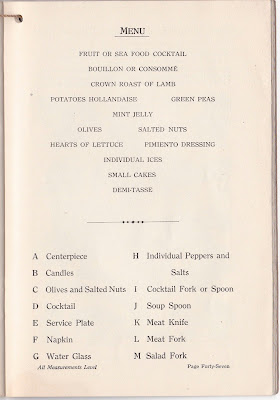 MENU
FRUIT OR SEA FOOD COCKTAIL
BOUILLON OR CONSOMMÉ
CROWN ROAST OF LAMB
POTATOES HOLLANDAISE GREEN PEAS
MINT JELLY
OLIVES SALTED NUTS
HEARTS OF LETTUCE PIMIENTO DRESSING
INDIVIDUAL ICES
SMALL CAKES
DEMI-TASSE
A Centerpiece
B Candles
C Olives and Salted Nuts
D Cocktail
E Service Plate
F Napkin
G Water Glass
H Individual Peppers and
Salts
I Cocktail Fork or Spoon
J Soup Spoon
K Meat Knife
L Meat Fork
M Salad Fork
All Measurements Level
Page Forty-Seven